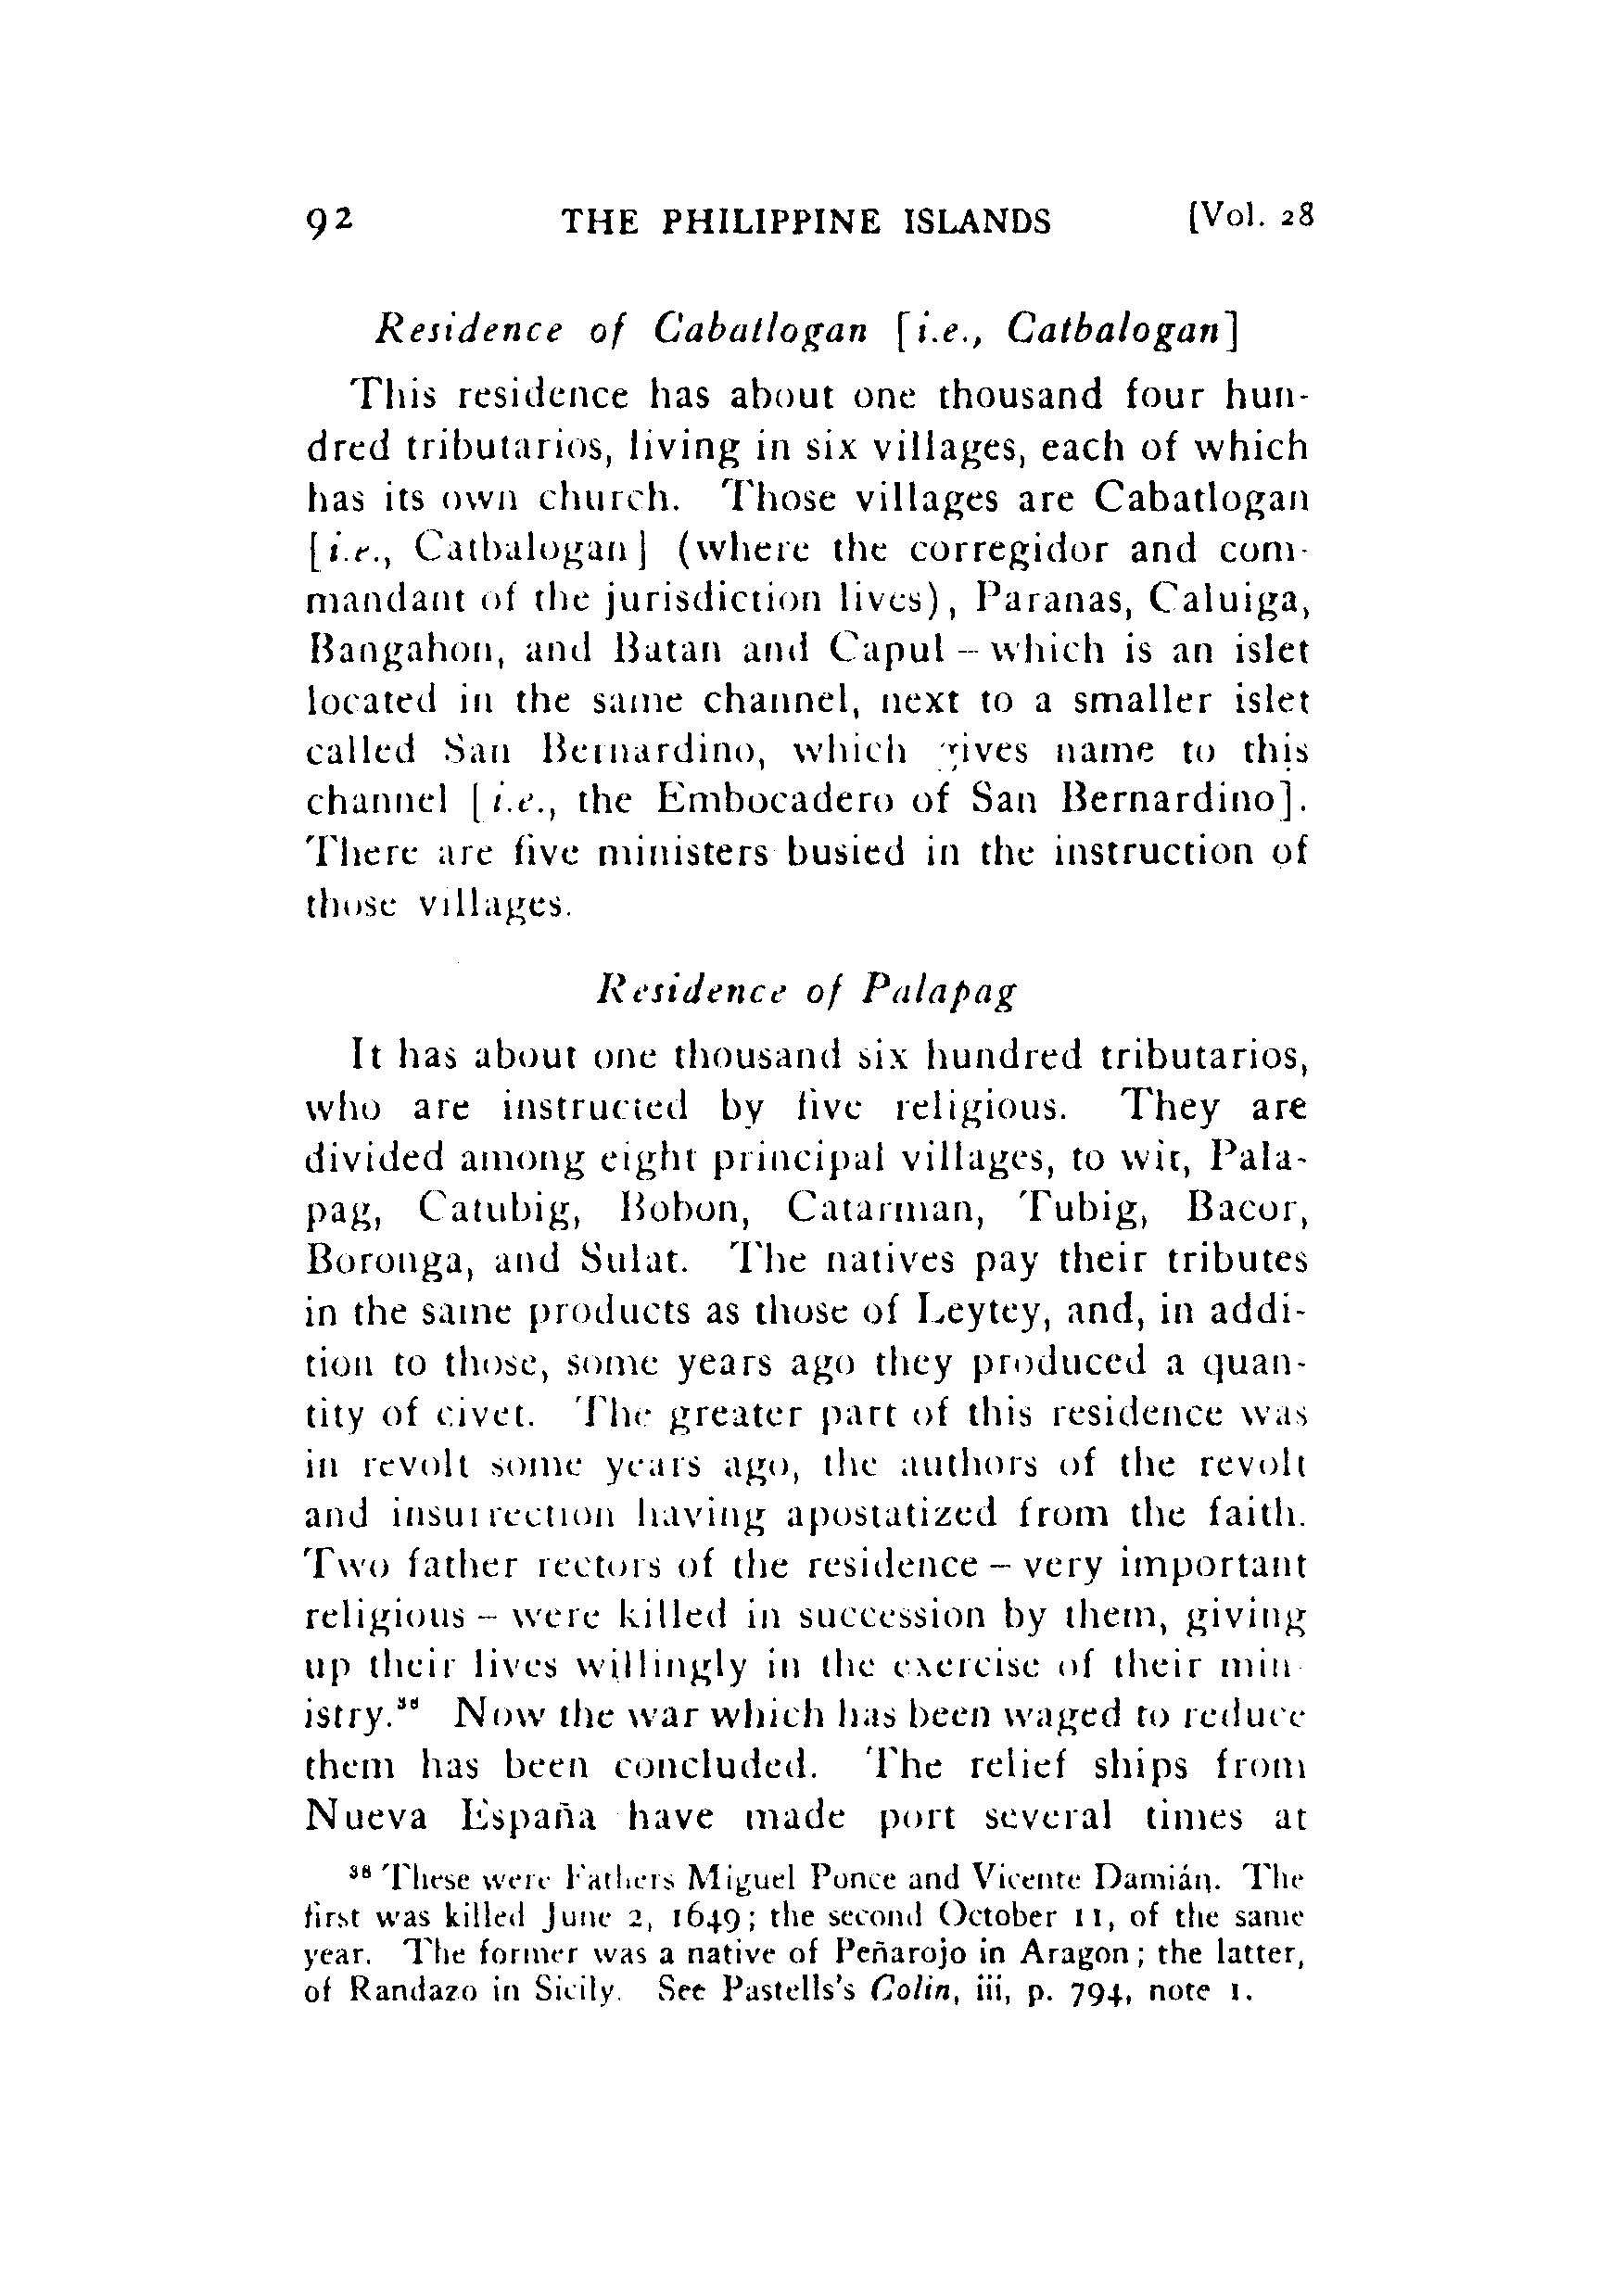 92 THE PHILIPPINE ISLANDS [Vol. 28
Residence of Cabatlogan [i.e., Catbalogan]
This residence has about one thousand four hun-
dred tributarios, living in six villages, each of which
has its own church. Those villages are Cabatlogan
[i.e., Catbalogan] (where the corregidor and com-
mandant of the jurisdiction lives), Paranas, Caluiga,
Bangahon, and Batan and Capul – which is an islet
located in the same channel, next to a smaller islet
called San Bernardino, which gives name to this
channel [i.e., the Embocadero of San Bernardino].
There are five ministers busied in the instruction of
those villages.
Residence of Palapag
It has about one thousand six hundred tributarios,
who are instructed by five religious. They are
divided among eight principal villages, to wit, Pala-
pag, Catubig, Bobon, Catarman, Tubig, Bacor,
Boronga, and Sulat. The natives pay their tributes
in the same products as those of Leytey, and, in addi-
tion to those, some years ago they produced a quan-
tity of civet. The greater part of this residence was
in revolt some years ago, the authors of the revolt
and insurrection having apostatized from the faith.
Two father rectors of the residence – very important
religious – were killed in succession by them, giving
up their lives willingly in the exercise of their min-
istry.³⁸ Now the war which has been waged to reduce
them has been concluded. The relief ships from
Nueva España have made port several times at
³⁸ These were Fathers Miguel Ponce and Vicente Damián. The
first was killed June 2, 1649; the second October 11, of the same
year. The former was a native of Peñarojo in Aragon; the latter,
of Randazo in Sicily. See Pastells's Colin, iii, p. 794, note 1.